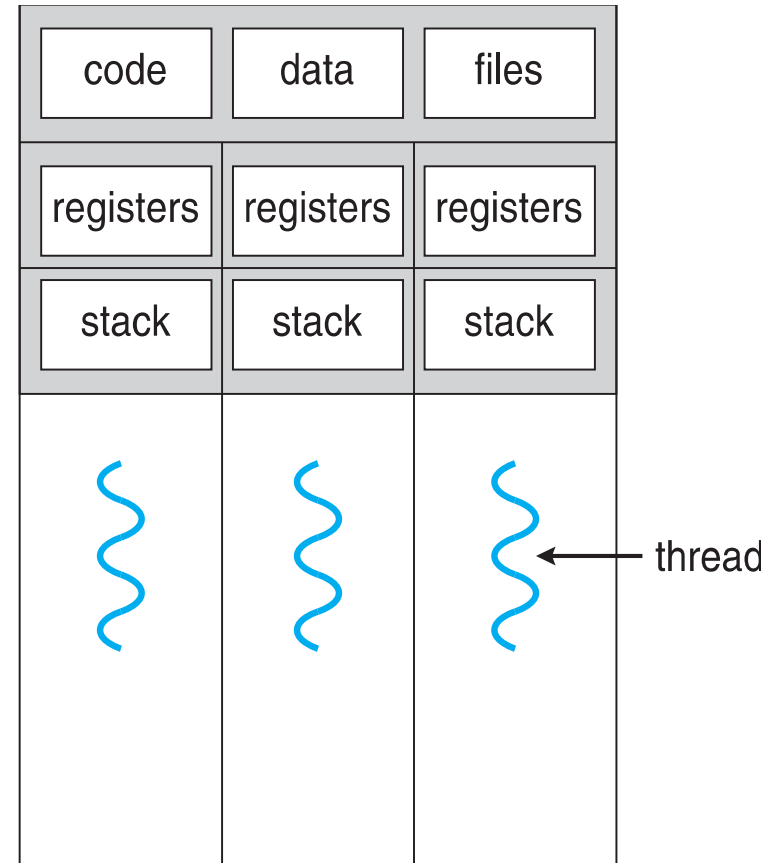 code data files
registers registers registers
stack stack stack
thread